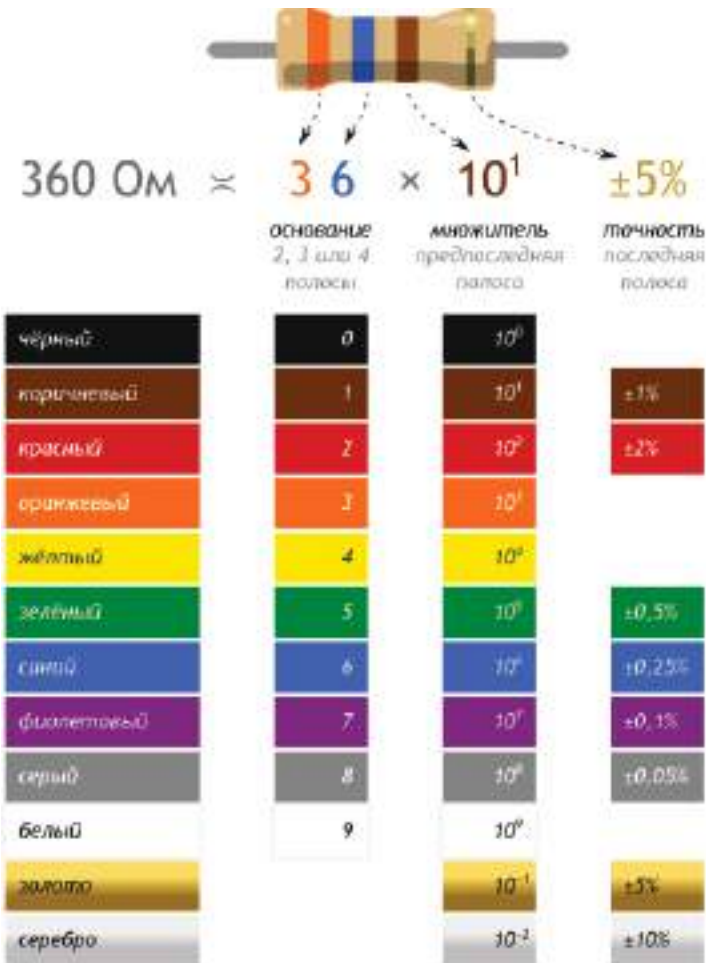 360 Ом ≍ 3 6 × 10¹ ±5%
основание множитель точность
2, 3 или 4 предпоследняя последняя
полосы полоса полоса
чёрный 0 10⁰
коричневый 1 10¹ ±1%
красный 2 10² ±2%
оранжевый 3 10³
жёлтый 4 10⁴
зелёный 5 10⁵ ±0,5%
синий 6 10⁶ ±0,25%
фиолетовый 7 10⁷ ±0,1%
серый 8 10⁸ ±0,05%
белый 9 10⁹
золото 10⁻¹ ±5%
серебро 10⁻² ±10%